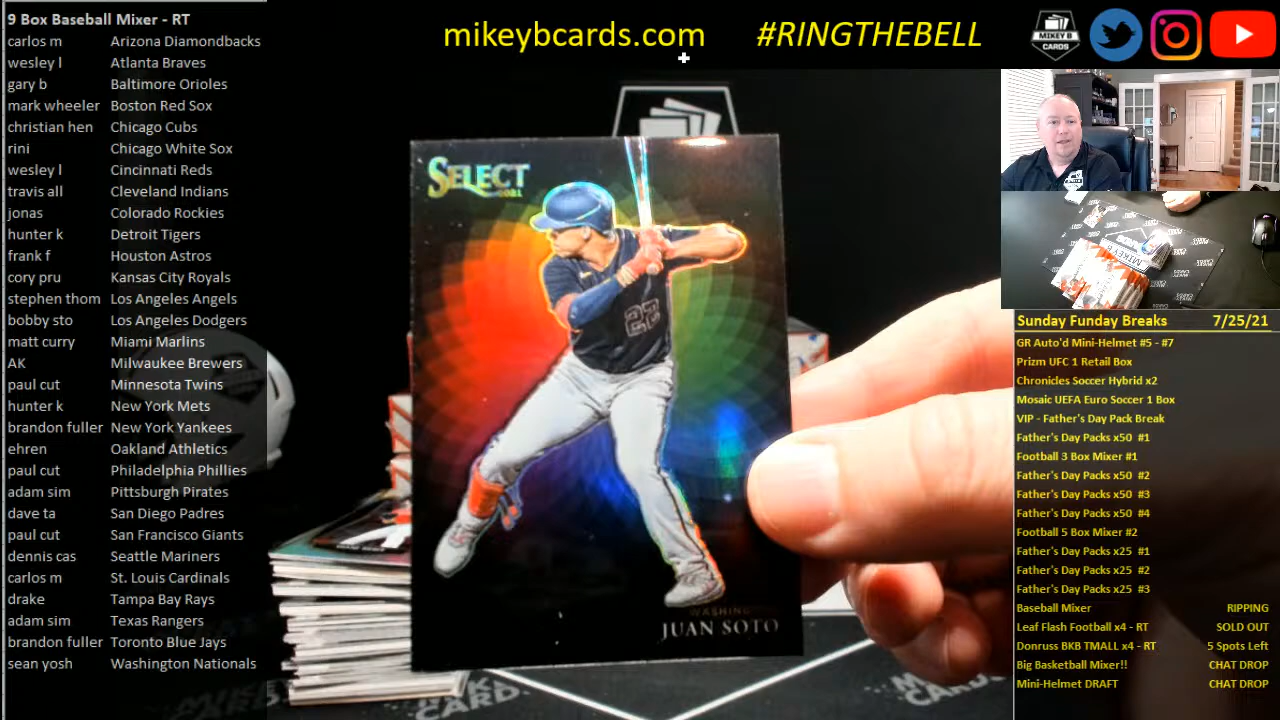 9 Box Baseball Mixer - RT
carlos m Arizona Diamondbacks
wesley l Atlanta Braves
gary b Baltimore Orioles
mark wheeler Boston Red Sox
christian hen Chicago Cubs
rini Chicago White Sox
wesley l Cincinnati Reds
travis all Cleveland Indians
jonas Colorado Rockies
hunter k Detroit Tigers
frank f Houston Astros
cory pru Kansas City Royals
stephen thom Los Angeles Angels
bobby sto Los Angeles Dodgers
matt curry Miami Marlins
AK Milwaukee Brewers
paul cut Minnesota Twins
hunter k New York Mets
brandon fuller New York Yankees
ehren Oakland Athletics
paul cut Philadelphia Phillies
adam sim Pittsburgh Pirates
dave ta San Diego Padres
paul cut San Francisco Giants
dennis cas Seattle Mariners
carlos m St. Louis Cardinals
drake Tampa Bay Rays
adam sim Texas Rangers
brandon fuller Toronto Blue Jays
sean yosh Washington Nationals
mikeybcards.com #RINGTHEBELL
MIKEY B
CARDS
SELECT
22
JUAN SOTO
MIKEY B
Sunday Funday Breaks 7/25/21
GR Auto'd Mini-Helmet #5 - #7
Prizm UFC 1 Retail Box
Chronicles Soccer Hybrid x2
Mosaic UEFA Euro Soccer 1 Box
VIP - Father's Day Pack Break
Father's Day Packs x50 #1
Football 3 Box Mixer #1
Father's Day Packs x50 #2
Father's Day Packs x50 #3
Father's Day Packs x50 #4
Football 5 Box Mixer #2
Father's Day Packs x25 #1
Father's Day Packs x25 #2
Father's Day Packs x25 #3
Baseball Mixer RIPPING
Leaf Flash Football x4 - RT SOLD OUT
Donruss BKB TMALL x4 - RT 5 Spots Left
Big Basketball Mixer!! CHAT DROP
Mini-Helmet DRAFT CHAT DROP